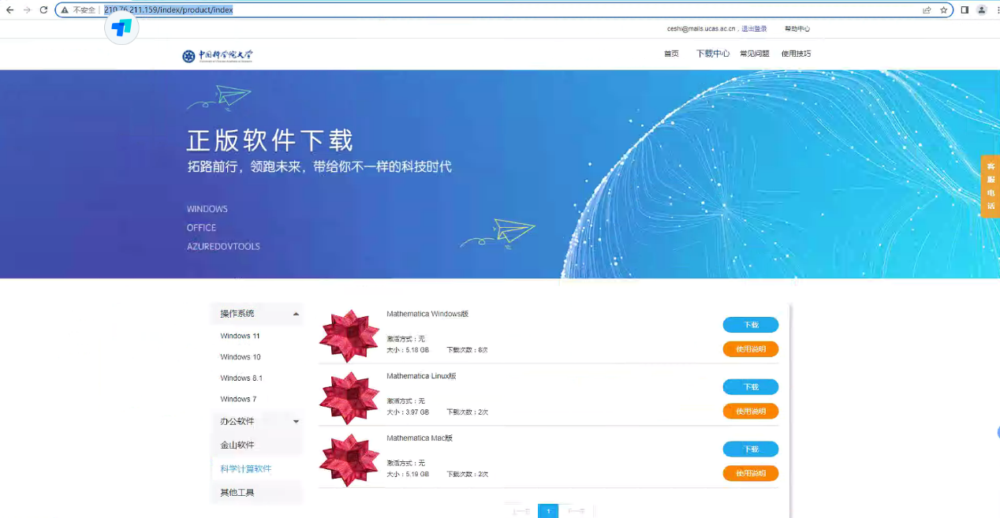 不安全 210.76.211.159/index/product/index
ceshi@mails.ucas.ac.cn，退出登录 帮助中心
中国科学院大学
首页 下载中心 常见问题 使用技巧
正版软件下载
拓路前行，领跑未来，带给你不一样的科技时代
WINDOWS
OFFICE
AZUREDOVTOOLS
客服电话
操作系统
Windows 11
Windows 10
Windows 8.1
Windows 7
办公软件
金山软件
科学计算软件
其他工具
Mathematica Windows版
激活方式：无
大小：5.18 GB 下载次数：8次
下载
使用说明
Mathematica Linux版
激活方式：无
大小：3.97 GB 下载次数：2次
下载
使用说明
Mathematica Mac版
激活方式：无
大小：5.19 GB 下载次数：2次
下载
使用说明
上一页 1 下一页